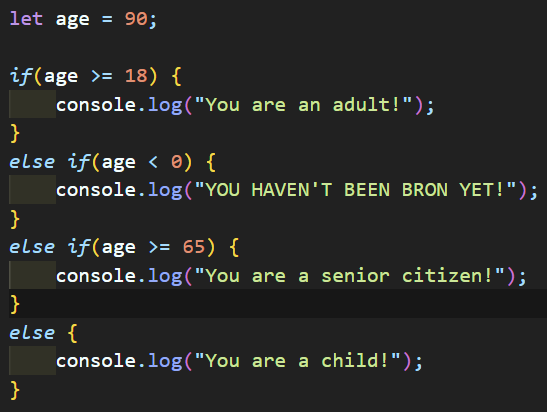 let age = 90;
if(age >= 18) {
console.log("You are an adult!");
}
else if(age < 0) {
console.log("YOU HAVEN'T BEEN BRON YET!");
}
else if(age >= 65) {
console.log("You are a senior citizen!");
}
else {
console.log("You are a child!");
}